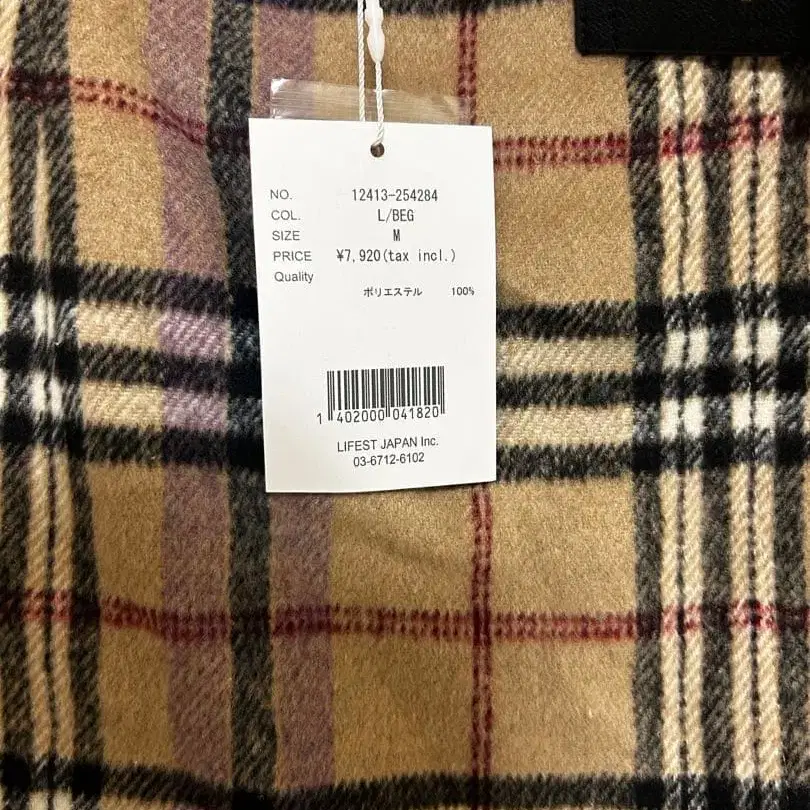 NO. 12413-254284
COL. L/BEG
SIZE M
PRICE ¥7,920(tax incl.)
Quality
ポリエステル 100%
1 402000 041820
LIFEST JAPAN Inc.
03-6712-6102